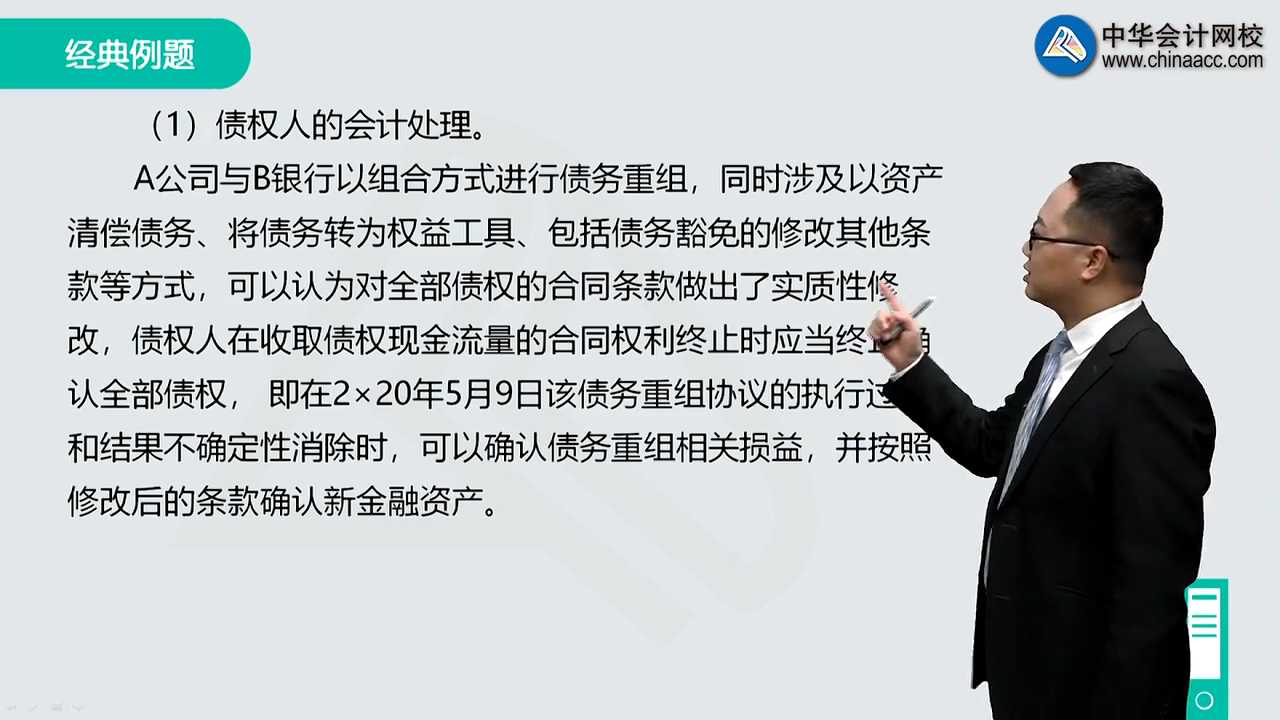 经典例题
中华会计网校
www.chinaacc.com
（1）债权人的会计处理。
A公司与B银行以组合方式进行债务重组，同时涉及以资产
清偿债务、将债务转为权益工具、包括债务豁免的修改其他条
款等方式，可以认为对全部债权的合同条款做出了实质性修
改，债权人在收取债权现金流量的合同权利终止时应当终
认全部债权， 即在2×20年5月9日该债务重组协议的执行过
和结果不确定性消除时，可以确认债务重组相关损益，并按照
修改后的条款确认新金融资产。